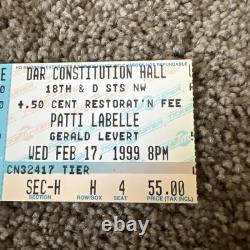 DAR CONSTITUTION HALL
18TH & D STS NW
+.50 CENT RESTORAT'N FEE
PATTI LABELLE
GERALD LEVERT
WED FEB 17, 1999 8PM
CN32417 TIER
SEC-H H 4 55.00
SECTION/BOX ROW SEAT PRICE (TAX INCL.)